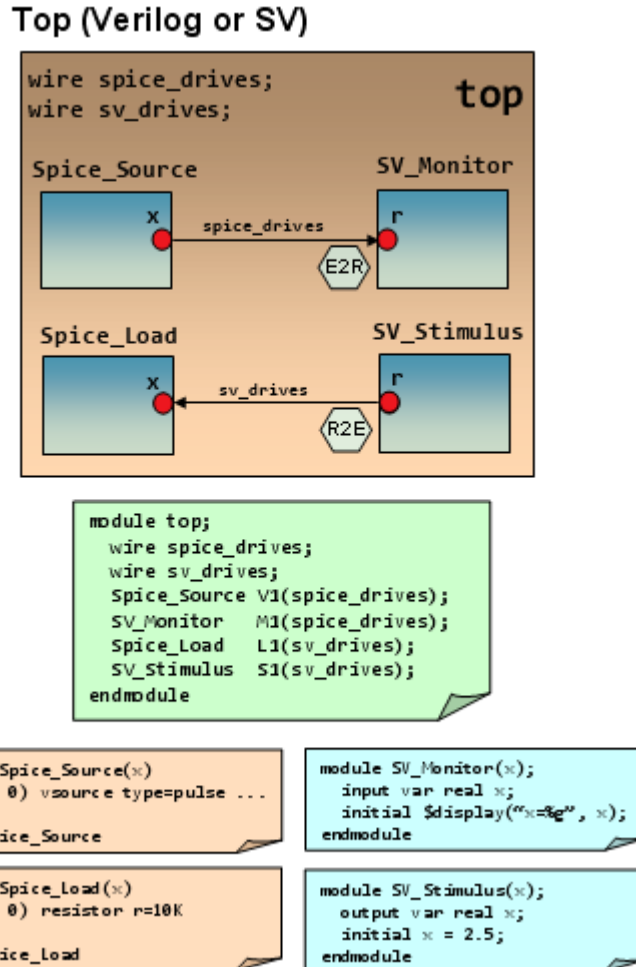 Top (Verilog or SV)
wire spice_drives;
wire sv_drives;
top
Spice_Source
SV_Monitor
x
spice_drives
r
E2R
Spice_Load
SV_Stimulus
x
sv_drives
r
R2E
module top;
wire spice_drives;
wire sv_drives;
Spice_Source V1(spice_drives);
SV_Monitor M1(spice_drives);
Spice_Load L1(sv_drives);
SV_Stimulus S1(sv_drives);
endmodule
Spice_Source(x)
0) vsource type=pulse ...
ice_Source
module SV_Monitor(x);
input var real x;
initial $display("x=%g", x);
endmodule
Spice_Load(x)
0) resistor r=10K
ice_Load
module SV_Stimulus(x);
output var real x;
initial x = 2.5;
endmodule